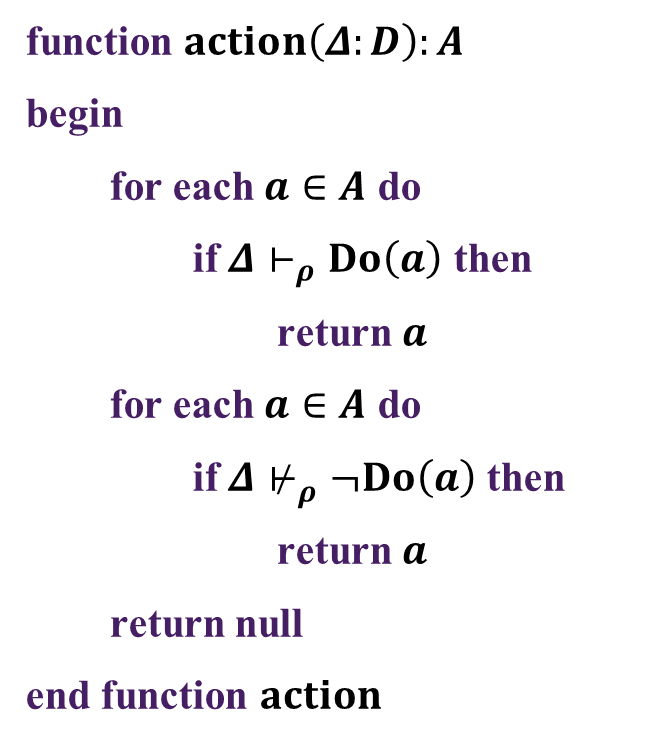 function action(Δ: D): A
begin
for each a ∈ A do
if Δ ⊢ρ Do(a) then
return a
for each a ∈ A do
if Δ ⊬ρ ¬Do(a) then
return a
return null
end function action